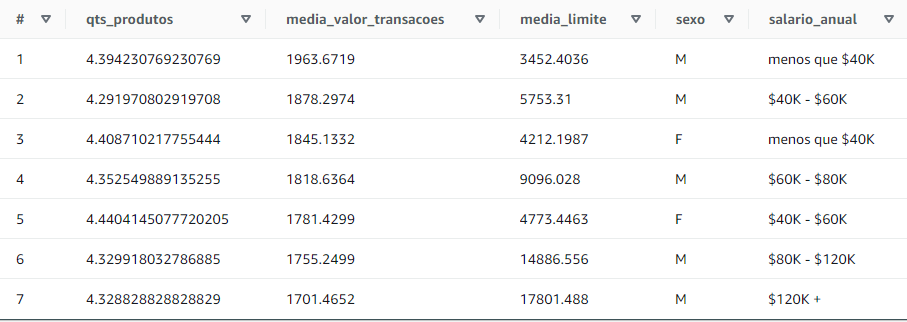 # qts_produtos media_valor_transacoes media_limite sexo salario_anual
1 4.394230769230769 1963.6719 3452.4036 M menos que $40K
2 4.291970802919708 1878.2974 5753.31 M $40K - $60K
3 4.408710217755444 1845.1332 4212.1987 F menos que $40K
4 4.352549889135255 1818.6364 9096.028 M $60K - $80K
5 4.4404145077720205 1781.4299 4773.4463 F $40K - $60K
6 4.329918032786885 1755.2499 14886.556 M $80K - $120K
7 4.328828828828829 1701.4652 17801.488 M $120K +